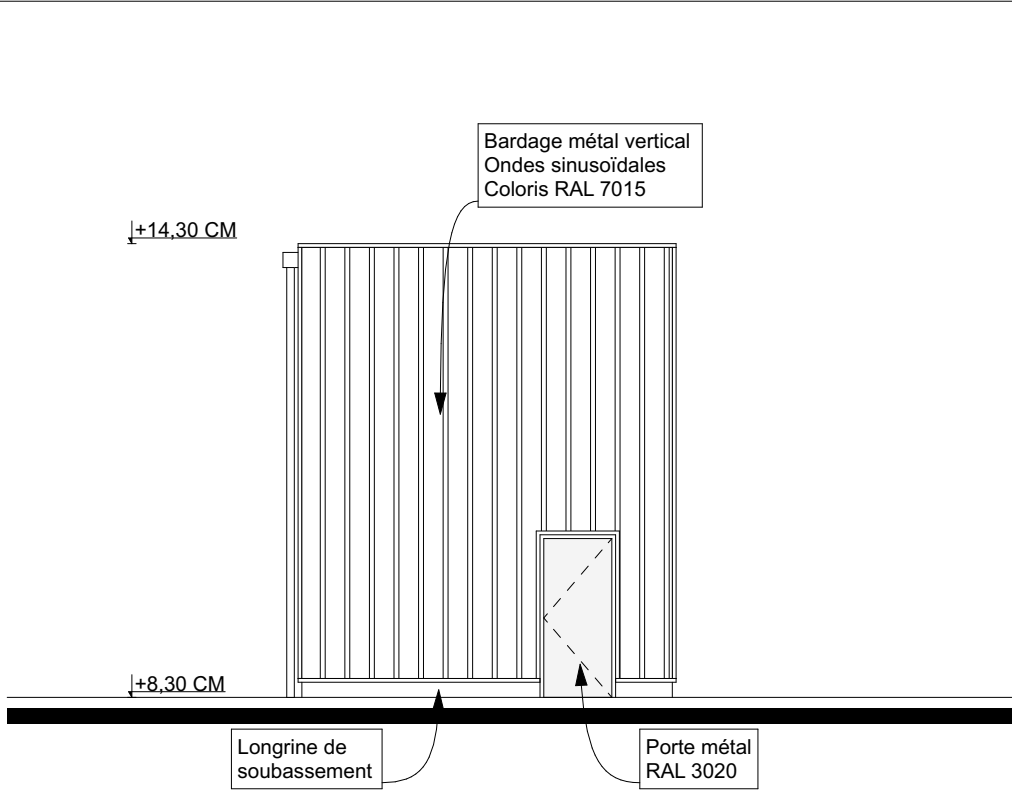 Bardage métal vertical
Ondes sinusoïdales
Coloris RAL 7015
+14,30 CM
+8,30 CM
Longrine de
soubassement
Porte métal
RAL 3020